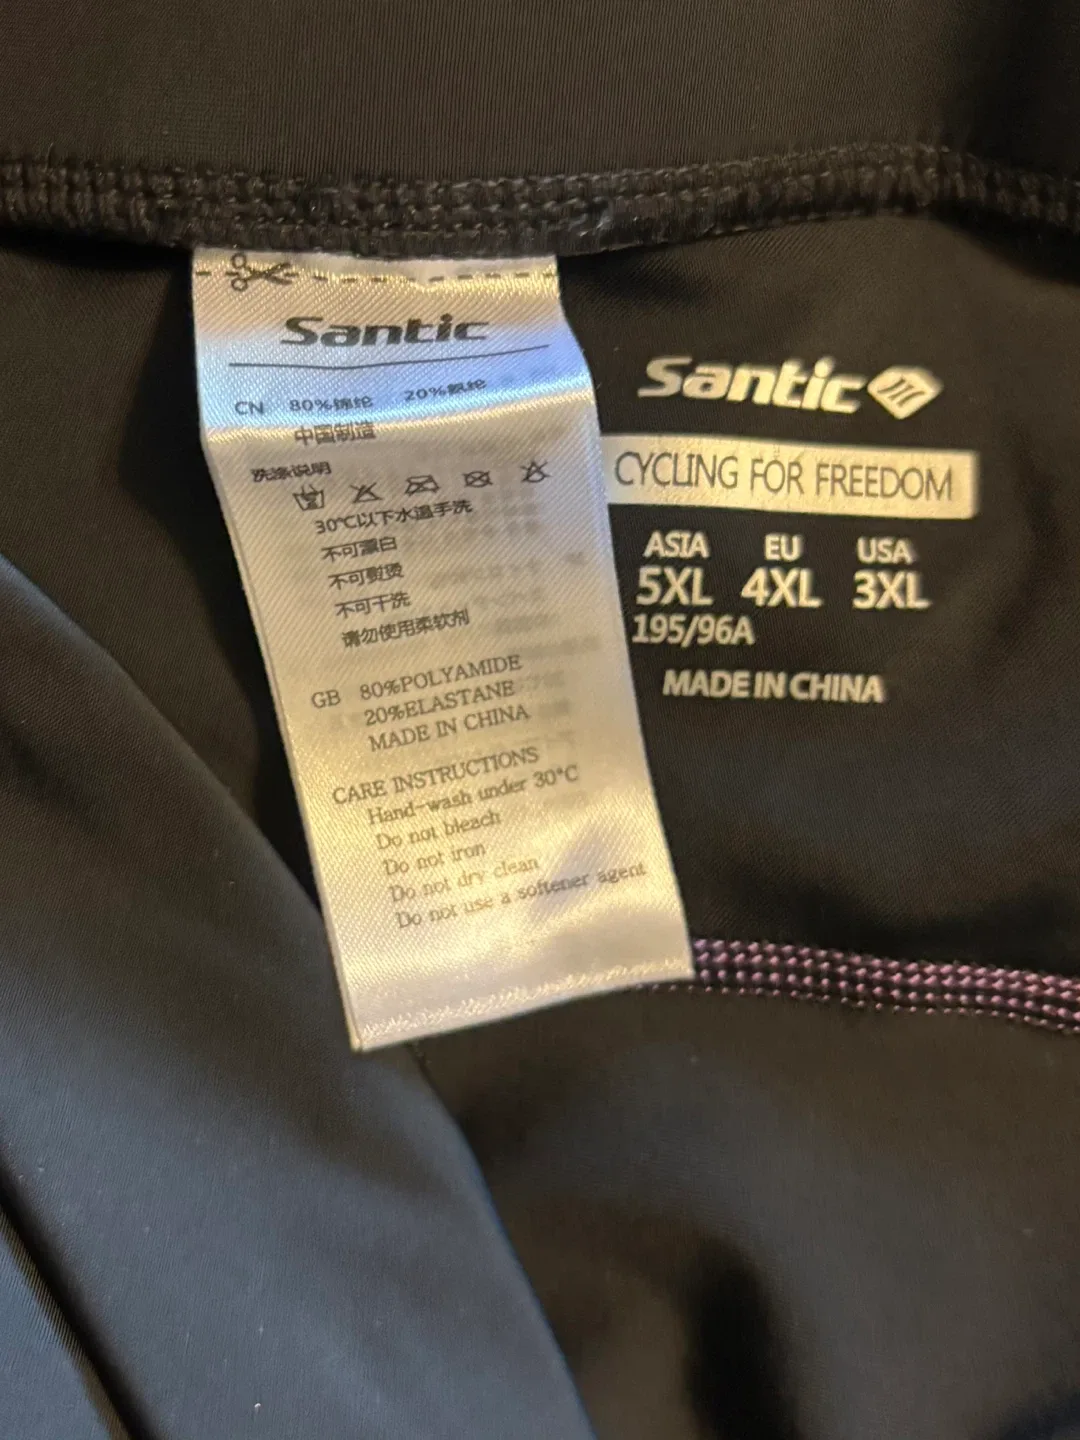 Santic
CN 80%锦纶 20%氨纶
中国制造
洗涤说明
30℃以下水温手洗
不可漂白
不可熨烫
不可干洗
请勿使用柔软剂
GB 80%POLYAMIDE
20%ELASTANE
MADE IN CHINA
CARE INSTRUCTIONS
Hand-wash under 30°C
Do not bleach
Do not iron
Do not dry clean
Do not use a softener agent
Santic
CYCLING FOR FREEDOM
ASIA EU USA
5XL 4XL 3XL
195/96A
MADE IN CHINA